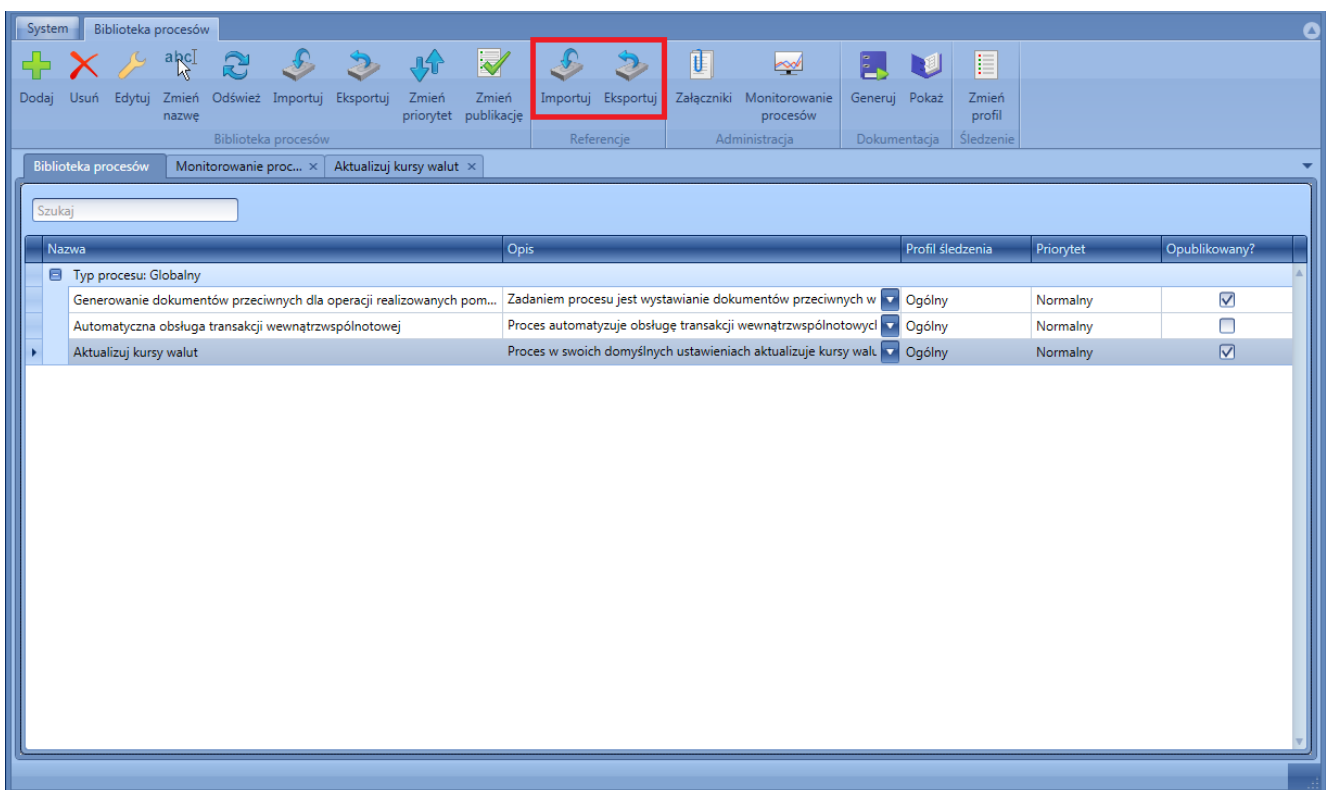 System Biblioteka procesów
abc
Dodaj Usuń Edytuj Zmień nazwę Odśwież Importuj Eksportuj Zmień priorytet Zmień publikację Importuj Eksportuj Załączniki Monitorowanie procesów Generuj Pokaż Zmień profil
Biblioteka procesów Referencje Administracja Dokumentacja Śledzenie
Biblioteka procesów Monitorowanie proc... × Aktualizuj kursy walut ×
Szukaj
Nazwa Opis Profil śledzenia Priorytet Opublikowany?
Typ procesu: Globalny
Generowanie dokumentów przeciwnych dla operacji realizowanych pom... Zadaniem procesu jest wystawianie dokumentów przeciwnych w Ogólny Normalny
Automatyczna obsługa transakcji wewnątrzwspólnotowej Proces automatyzuje obsługę transakcji wewnątrzwspólnotowycl Ogólny Normalny
Aktualizuj kursy walut Proces w swoich domyślnych ustawieniach aktualizuje kursy walu Ogólny Normalny